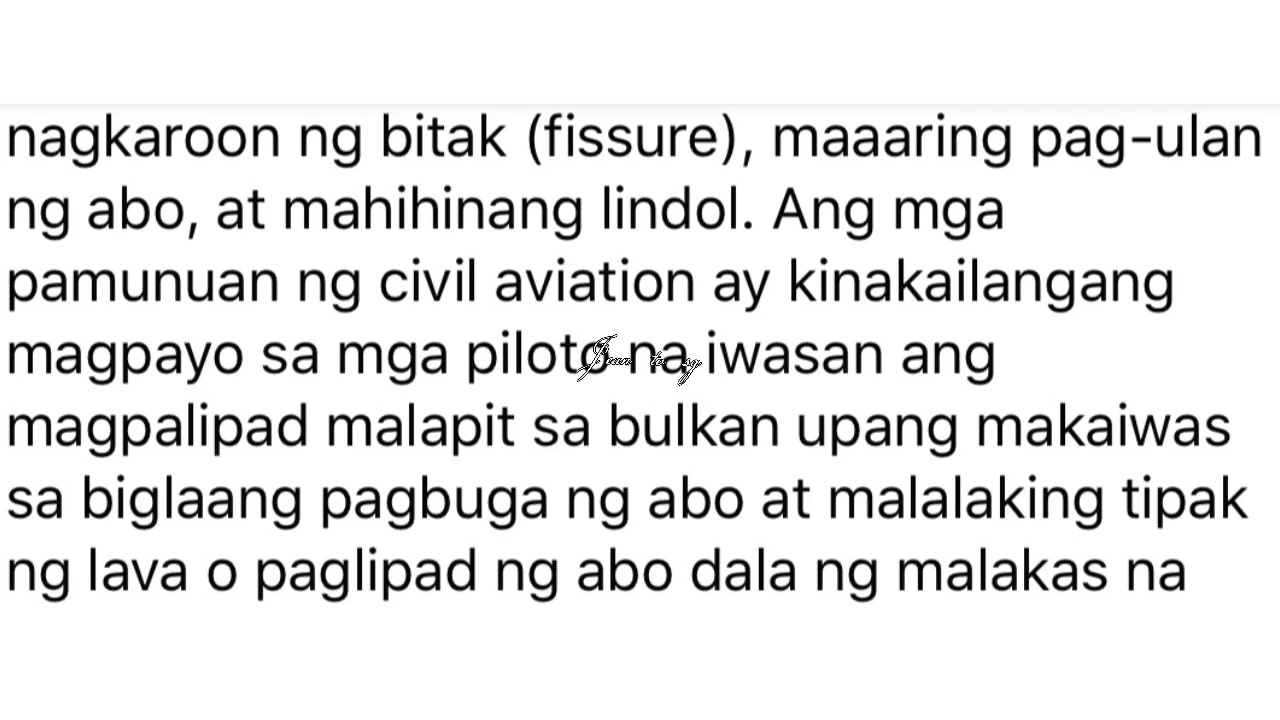 nagkaroon ng bitak (fissure), maaaring pag-ulan
ng abo, at mahihinang lindol. Ang mga
pamunuan ng civil aviation ay kinakailangang
magpayo sa mga piloto na iwasan ang
magpalipad malapit sa bulkan upang makaiwas
sa biglaang pagbuga ng abo at malalaking tipak
ng lava o paglipad ng abo dala ng malakas na